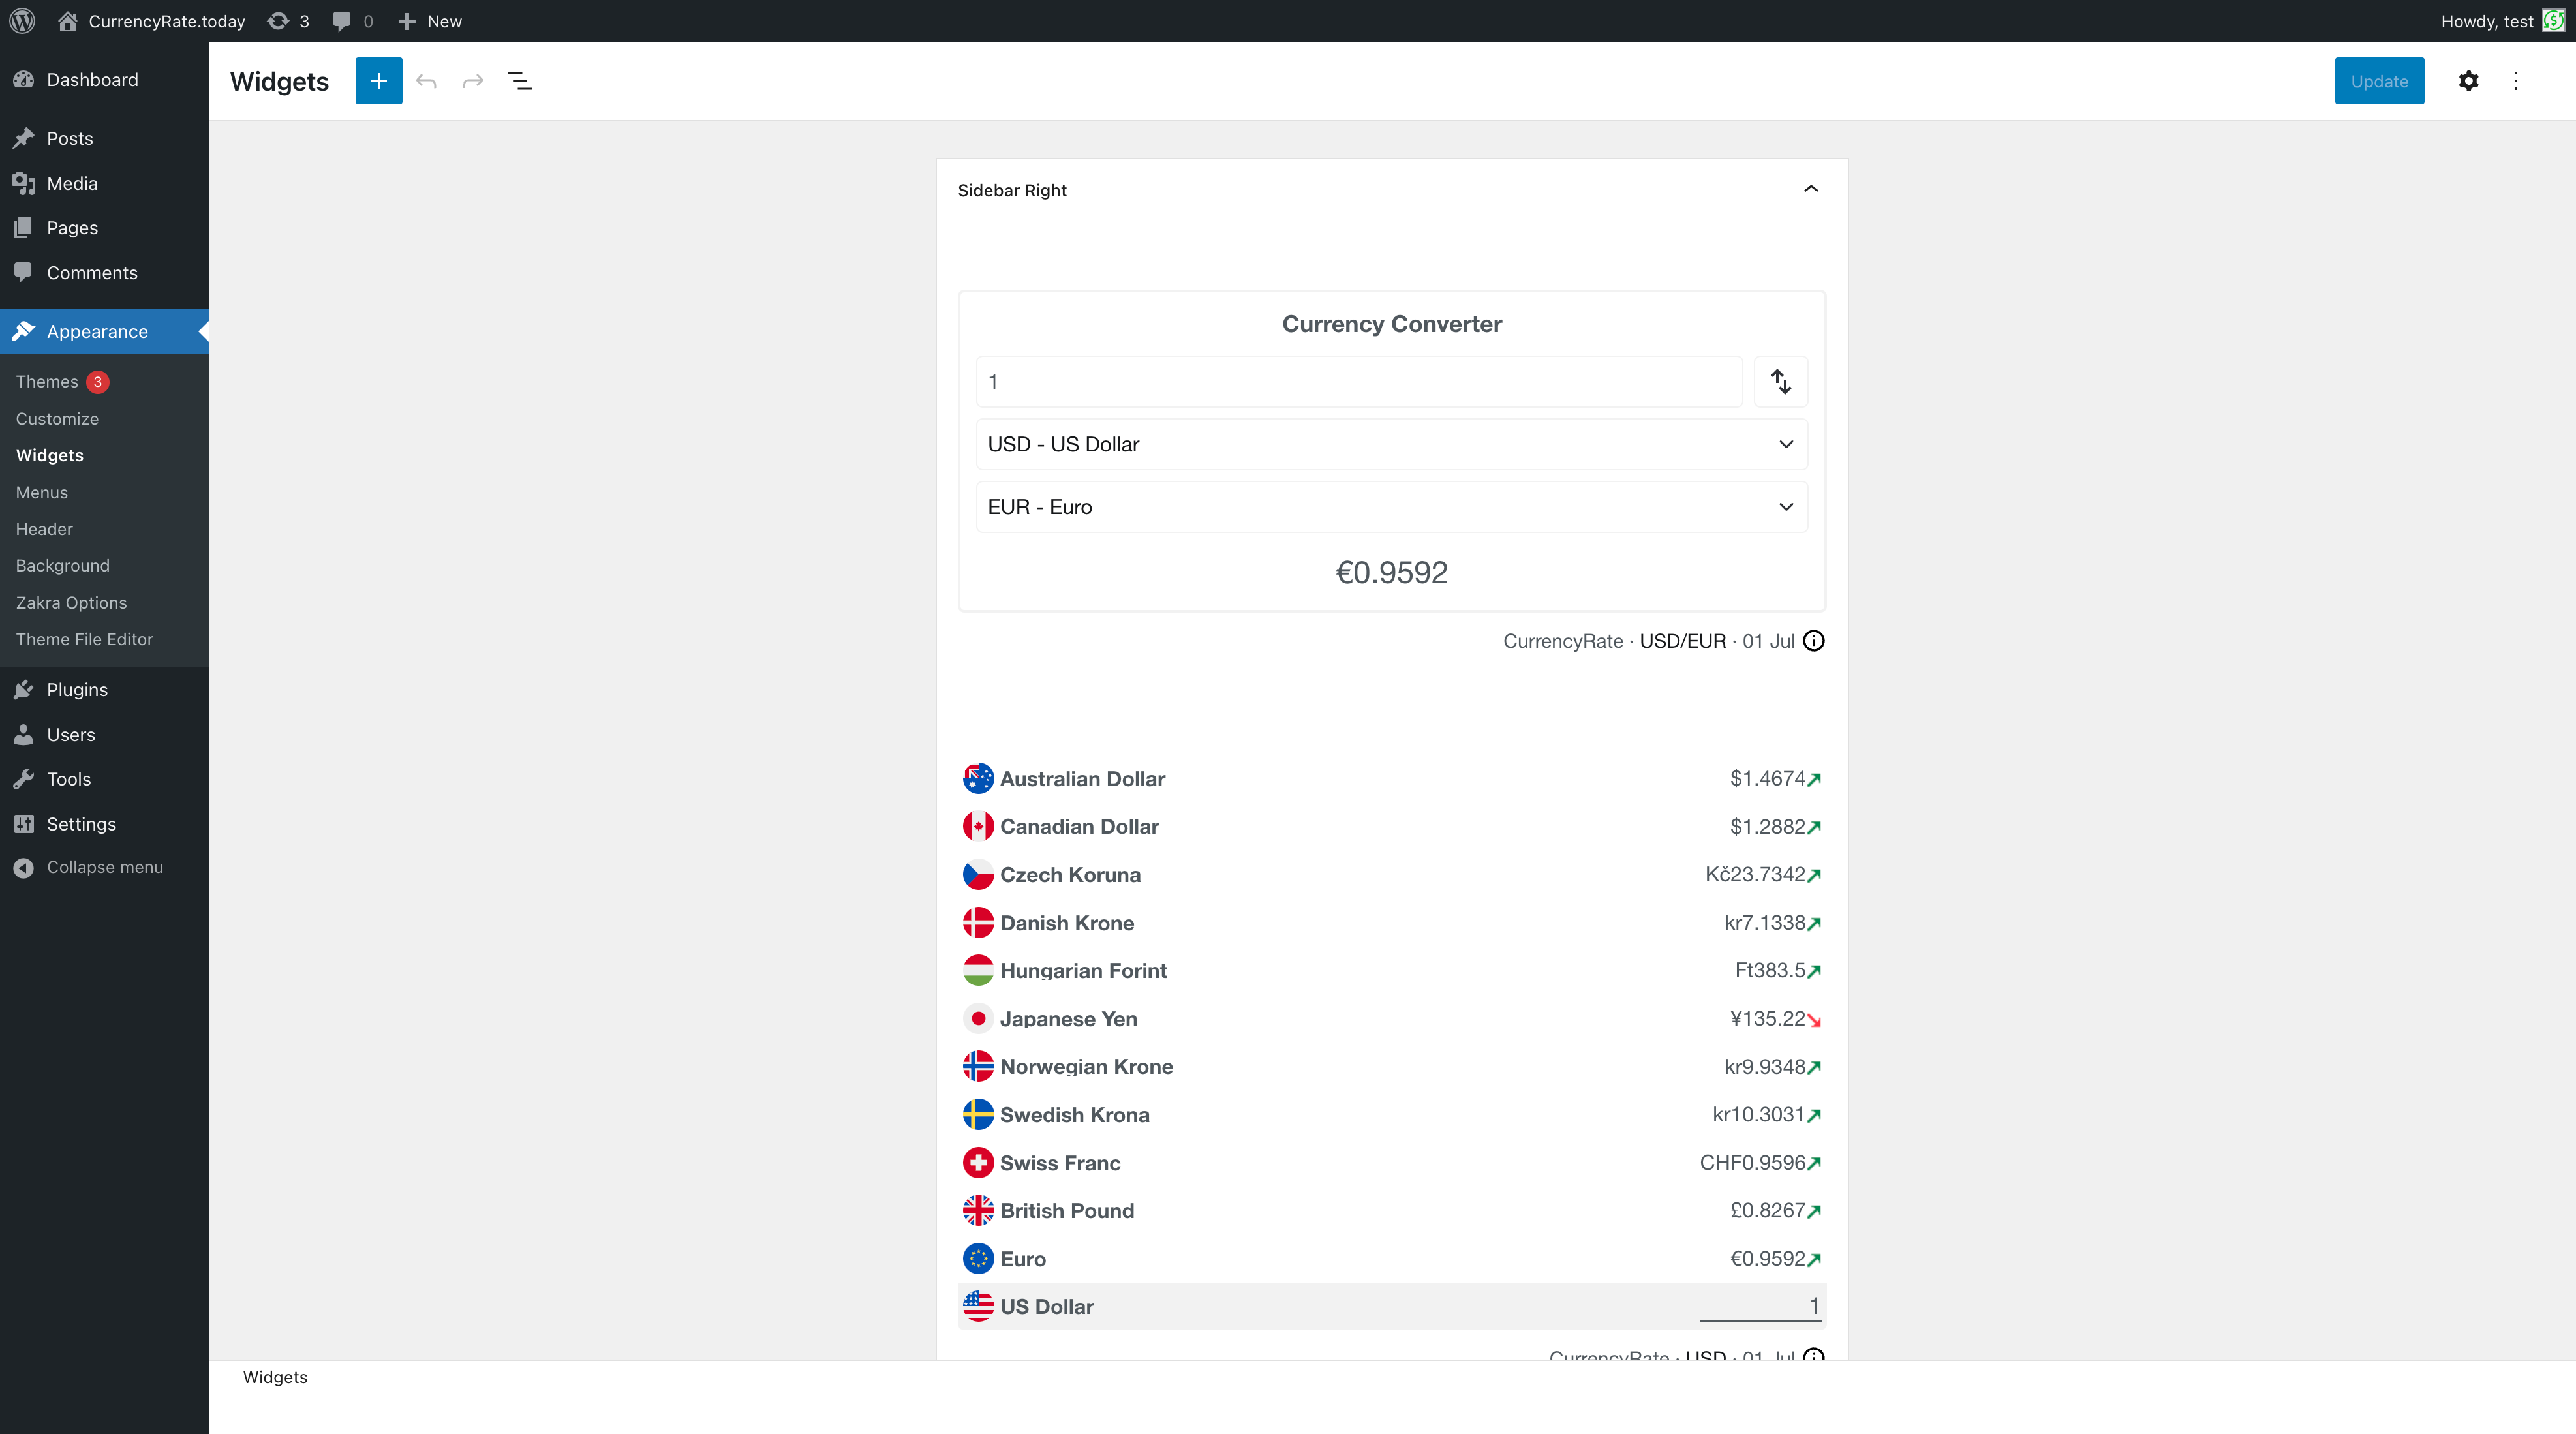 CurrencyRate.today 3 0 New Howdy, test
Dashboard
Posts
Media
Pages
Comments
Appearance
Themes 3
Customize
Widgets
Menus
Header
Background
Zakra Options
Theme File Editor
Plugins
Users
Tools
Settings
Collapse menu
Widgets Update
Sidebar Right
Currency Converter
1
USD - US Dollar
EUR - Euro
€0.9592
CurrencyRate · USD/EUR · 01 Jul
Australian Dollar $1.4674
Canadian Dollar $1.2882
Czech Koruna Kč23.7342
Danish Krone kr7.1338
Hungarian Forint Ft383.5
Japanese Yen ¥135.22
Norwegian Krone kr9.9348
Swedish Krona kr10.3031
Swiss Franc CHF0.9596
British Pound £0.8267
Euro €0.9592
US Dollar 1
CurrencyRate · USD · 01 Jul
Widgets